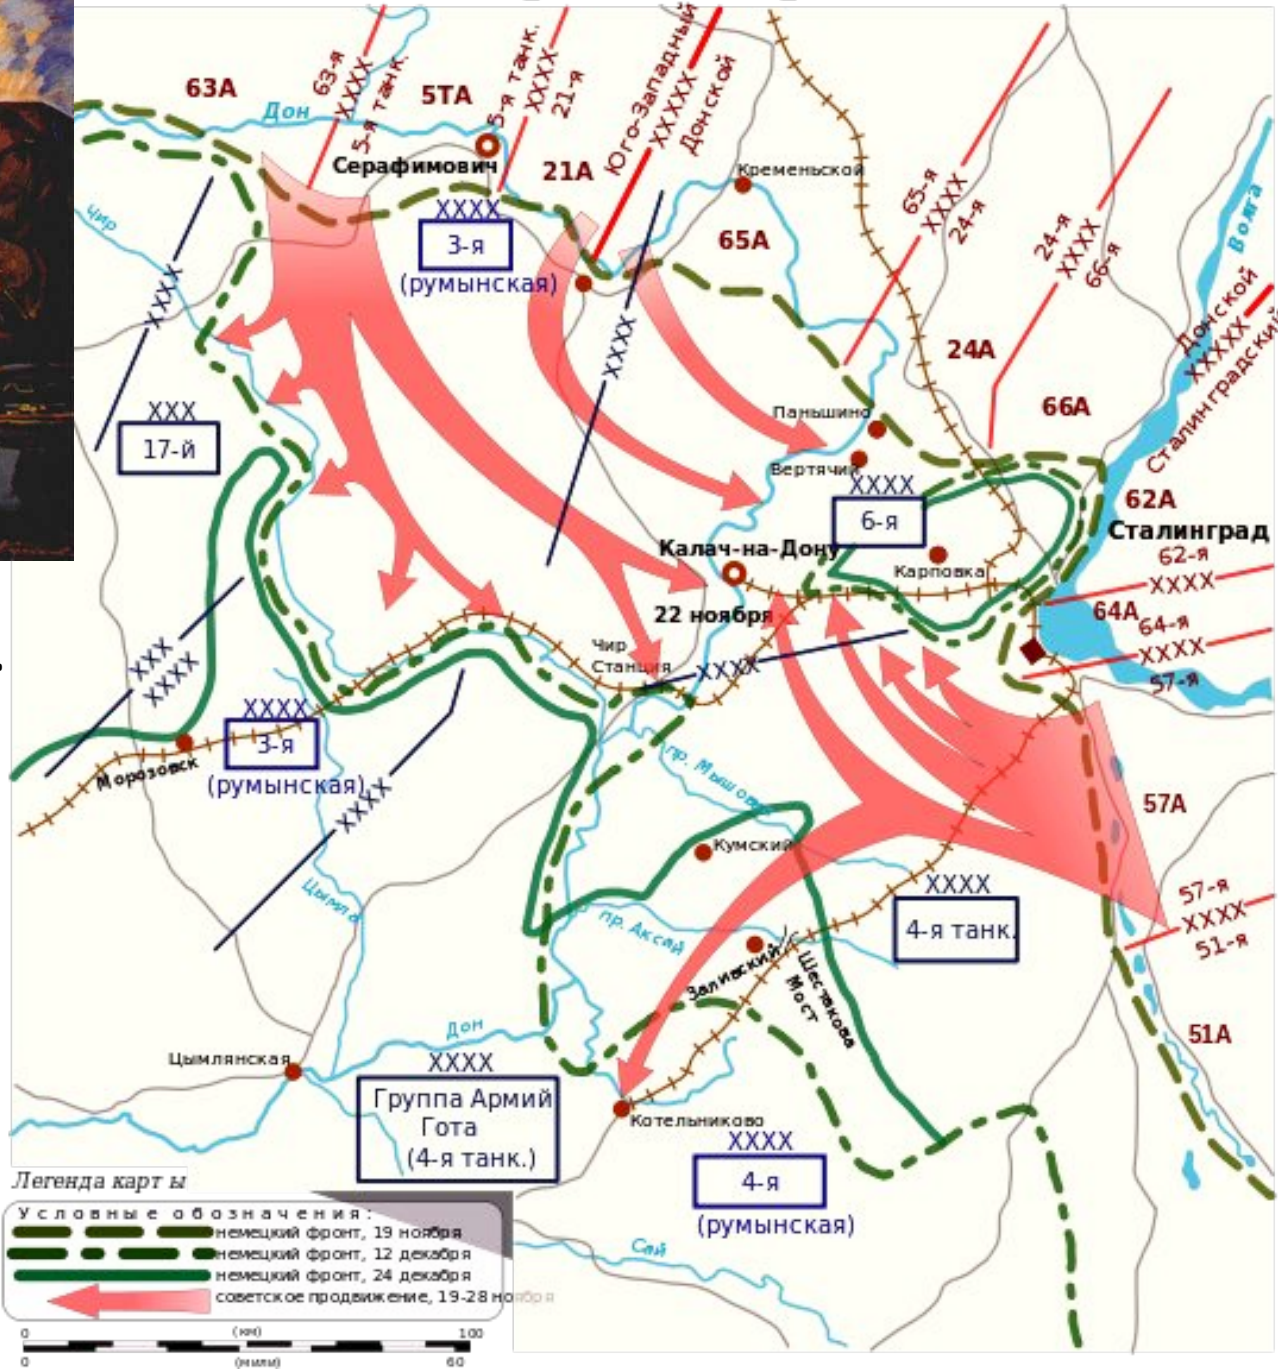 63А
Дон
63-я
XXXX
5-я танк.
5ТА
5-я танк.
XXXX
21-я
Юго-Западный
XXXXX
Донской
Серафимович
21А
Кременьской
65-я
XXXX
24-я
24-я
XXXX
66-я
Волга
Чир
XXXX
XXXX
3-я
(румынская)
65А
Донской
XXXXX
Сталинградский
XXXX
24А
66А
XXX
17-й
Паньшино
Вертячий
XXXX
6-я
62А
Сталинград
Калач-на-Дону
Карповка
62-я
XXXX
22 ноября
64А
64-я
XXXX
57-я
Чир
Станция
XXXX
XXX
XXXX
XXXX
3-я
(румынская)
Морозовск
XXXX
пр. Мышова
57А
Кумский
Цымла
XXXX
4-я танк.
57-я
XXXX
51-я
пр. Аксай
Заливский
Шестакова
Мост
51А
Дон
Цымлянская
XXXX
Группа Армий
Гота
(4-я танк.)
Котельниково
XXXX
4-я
(румынская)
Сай
Легенда карты
Условные обозначения:
немецкий фронт, 19 ноября
немецкий фронт, 12 декабря
немецкий фронт, 24 декабря
советское продвижение, 19-28 ноября
0 (км) 100
0 (мили) 60